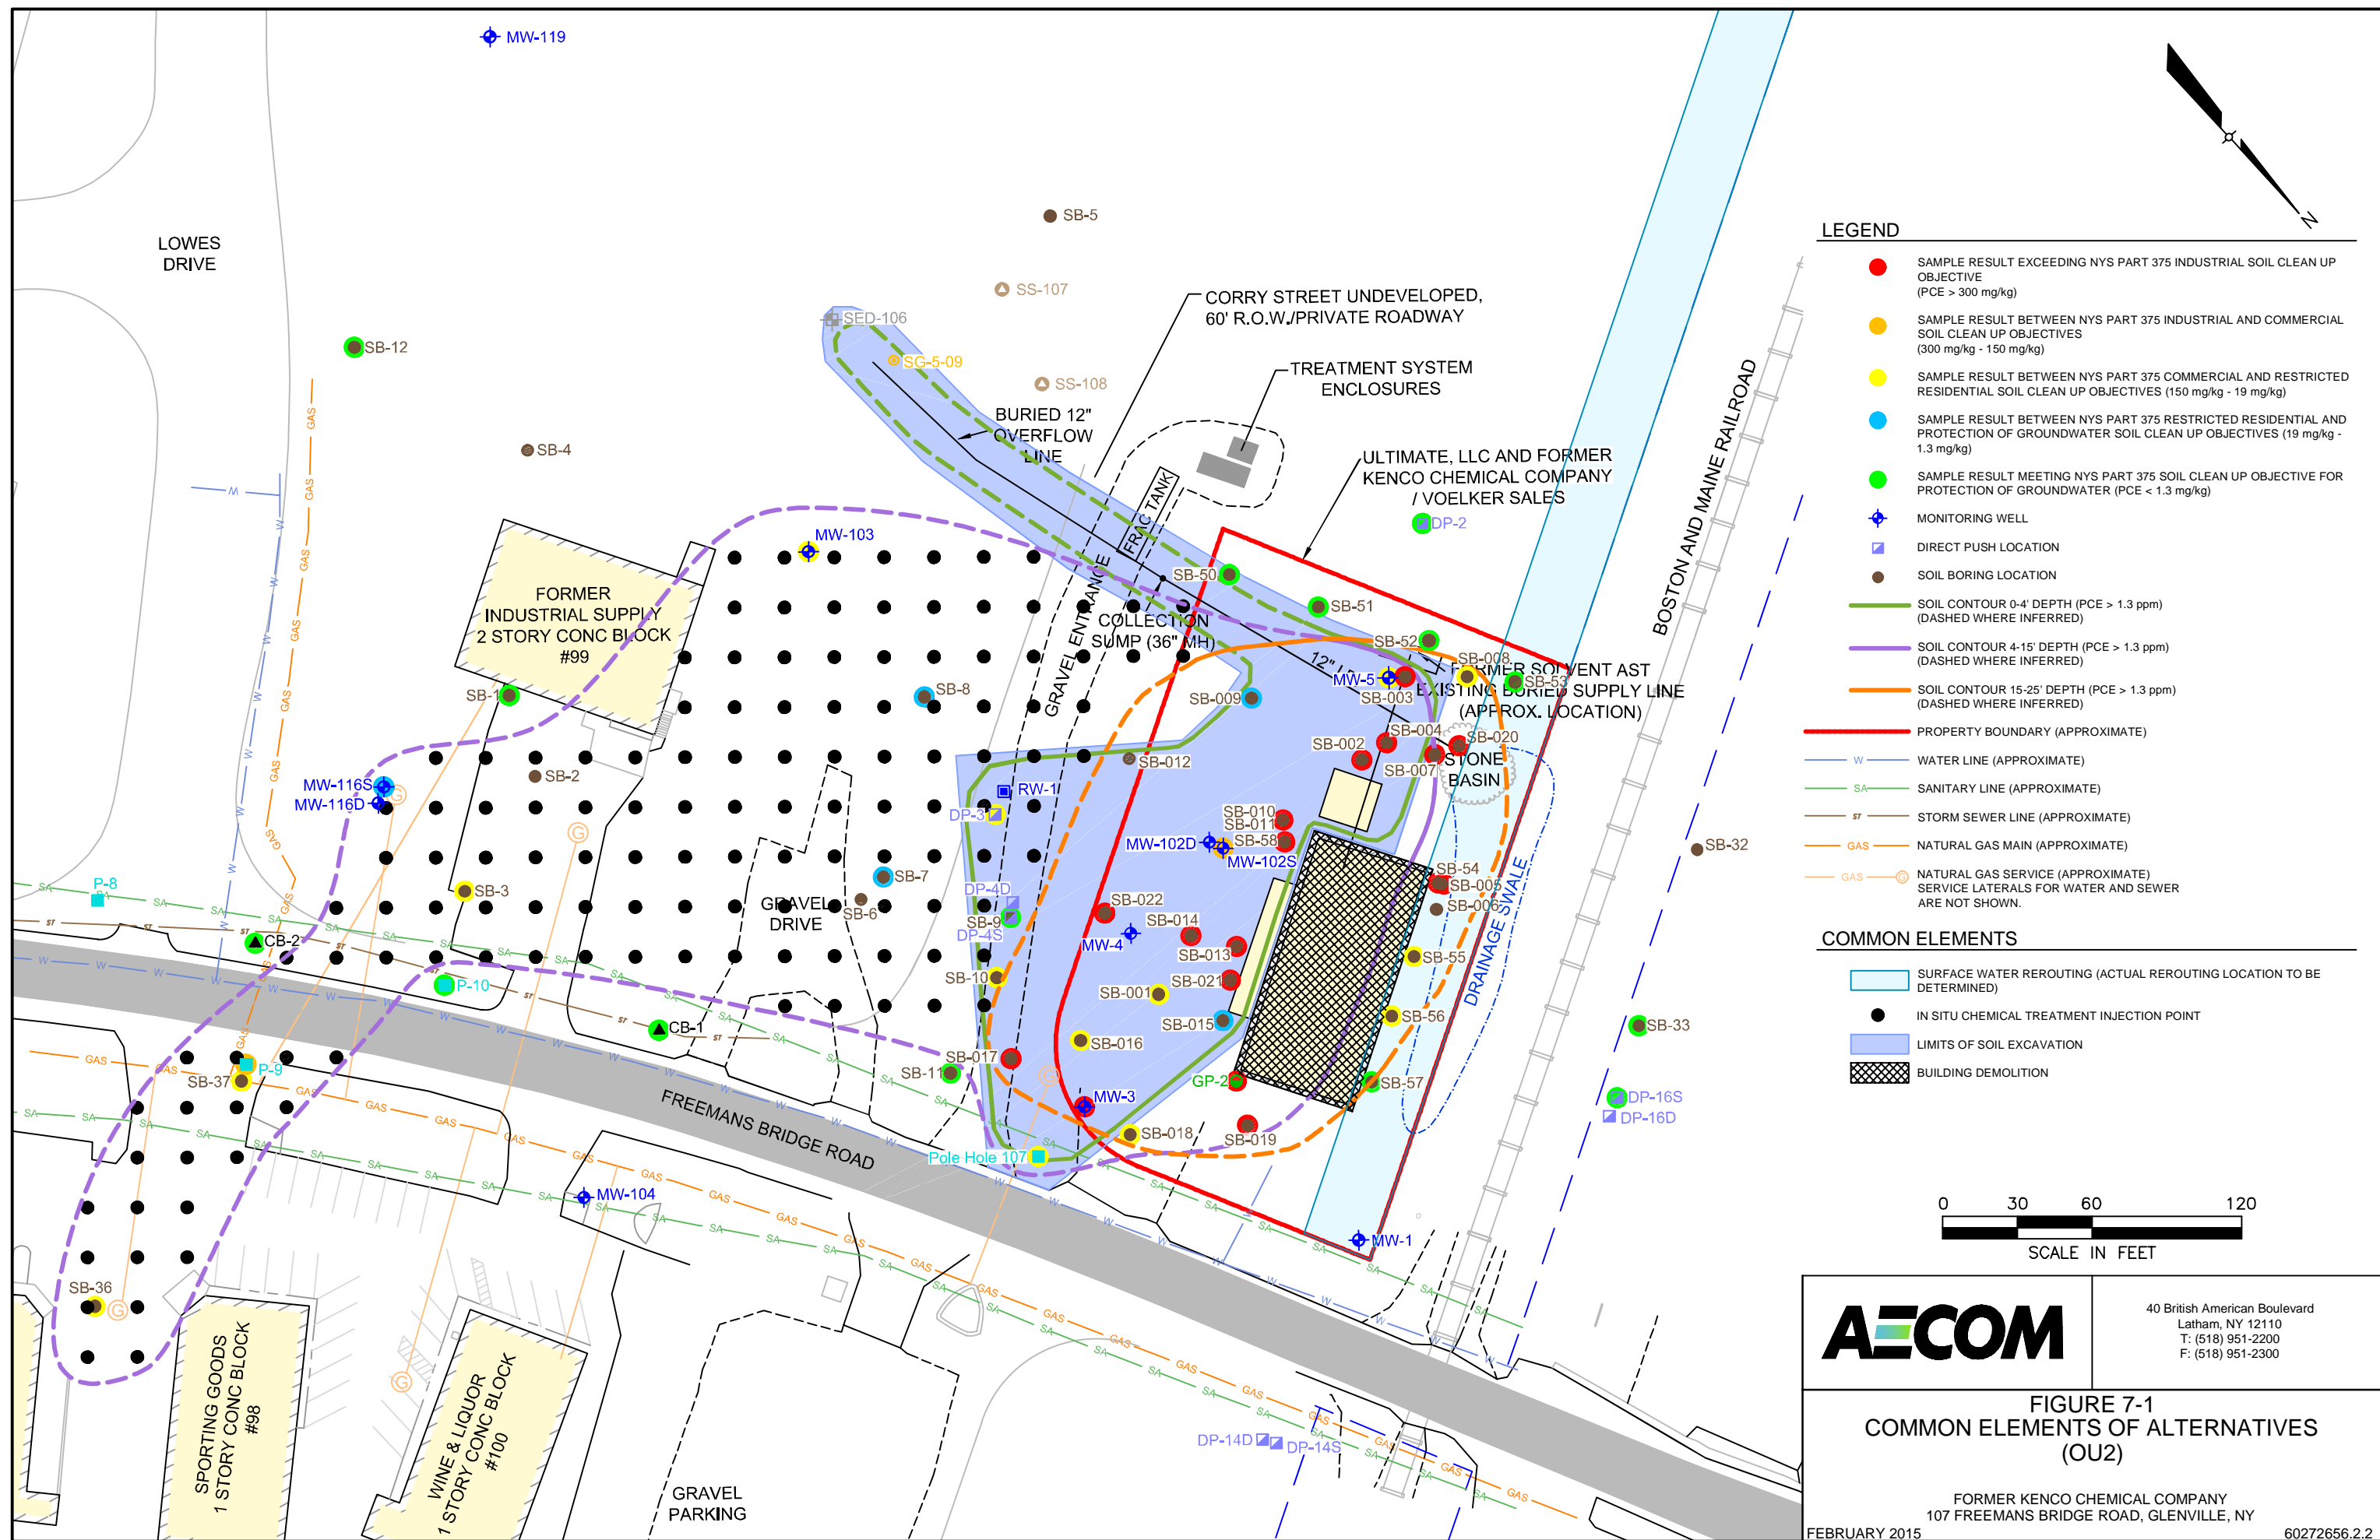 MW-119
SB-5
LOWES
DRIVE
SS-107
CORRY STREET UNDEVELOPED,
60' R.O.W./PRIVATE ROADWAY
SED-106
SB-12
SG-5-09
SS-108
TREATMENT SYSTEM
ENCLOSURES
BURIED 12"
OVERFLOW
LINE
SB-4
FRAC TANK
ULTIMATE, LLC AND FORMER
KENCO CHEMICAL COMPANY
/ VOELKER SALES
DP-2
BOSTON AND MAINE RAILROAD
MW-103
FORMER
INDUSTRIAL SUPPLY
2 STORY CONC BLOCK
#99
GRAVEL ENTRANCE
SB-50
SB-51
COLLECTION
SUMP (36" MH)
SB-52
SB-008
12"
FORMER SOLVENT AST
EXISTING BURIED SUPPLY LINE
(APPROX. LOCATION)
MW-5
SB-003
SB-53
SB-1
SB-8
SB-009
SB-004
SB-020
SB-002
SB-007
STONE
BASIN
SB-012
SB-2
MW-116S
MW-116D
RW-1
DP-3
SB-010
SB-011
SB-58
MW-102D
MW-102S
SB-32
SB-3
SB-7
SB-6
GRAVEL
DRIVE
DP-4D
SB-9
DP-4S
SB-022
SB-014
MW-4
SB-013
SB-54
SB-005
SB-006
P-8
CB-2
SB-10
SB-021
SB-001
SB-55
DRAINAGE SWALE
P-10
CB-1
SB-015
SB-56
SB-33
SB-016
SB-017
SB-11
P-9
SB-37
GP-2
SB-57
DP-16S
DP-16D
FREEMANS BRIDGE ROAD
MW-3
SB-018
SB-019
Pole Hole 107
MW-104
MW-1
SB-36
SPORTING GOODS
1 STORY CONC BLOCK
#98
WINE & LIQUOR
1 STORY CONC BLOCK
#100
GRAVEL
PARKING
DP-14D
DP-14S
N
LEGEND
SAMPLE RESULT EXCEEDING NYS PART 375 INDUSTRIAL SOIL CLEAN UP
OBJECTIVE
(PCE > 300 mg/kg)
SAMPLE RESULT BETWEEN NYS PART 375 INDUSTRIAL AND COMMERCIAL
SOIL CLEAN UP OBJECTIVES
(300 mg/kg - 150 mg/kg)
SAMPLE RESULT BETWEEN NYS PART 375 COMMERCIAL AND RESTRICTED
RESIDENTIAL SOIL CLEAN UP OBJECTIVES (150 mg/kg - 19 mg/kg)
SAMPLE RESULT BETWEEN NYS PART 375 RESTRICTED RESIDENTIAL AND
PROTECTION OF GROUNDWATER SOIL CLEAN UP OBJECTIVES (19 mg/kg -
1.3 mg/kg)
SAMPLE RESULT MEETING NYS PART 375 SOIL CLEAN UP OBJECTIVE FOR
PROTECTION OF GROUNDWATER (PCE < 1.3 mg/kg)
MONITORING WELL
DIRECT PUSH LOCATION
SOIL BORING LOCATION
SOIL CONTOUR 0-4' DEPTH (PCE > 1.3 ppm)
(DASHED WHERE INFERRED)
SOIL CONTOUR 4-15' DEPTH (PCE > 1.3 ppm)
(DASHED WHERE INFERRED)
SOIL CONTOUR 15-25' DEPTH (PCE > 1.3 ppm)
(DASHED WHERE INFERRED)
PROPERTY BOUNDARY (APPROXIMATE)
W WATER LINE (APPROXIMATE)
SA SANITARY LINE (APPROXIMATE)
ST STORM SEWER LINE (APPROXIMATE)
GAS NATURAL GAS MAIN (APPROXIMATE)
GAS G NATURAL GAS SERVICE (APPROXIMATE)
SERVICE LATERALS FOR WATER AND SEWER
ARE NOT SHOWN.
COMMON ELEMENTS
SURFACE WATER REROUTING (ACTUAL REROUTING LOCATION TO BE
DETERMINED)
IN SITU CHEMICAL TREATMENT INJECTION POINT
LIMITS OF SOIL EXCAVATION
BUILDING DEMOLITION
0 30 60 120
SCALE IN FEET
AECOM
40 British American Boulevard
Latham, NY 12110
T: (518) 951-2200
F: (518) 951-2300
FIGURE 7-1
COMMON ELEMENTS OF ALTERNATIVES
(OU2)
FORMER KENCO CHEMICAL COMPANY
107 FREEMANS BRIDGE ROAD, GLENVILLE, NY
FEBRUARY 2015
60272656.2.2